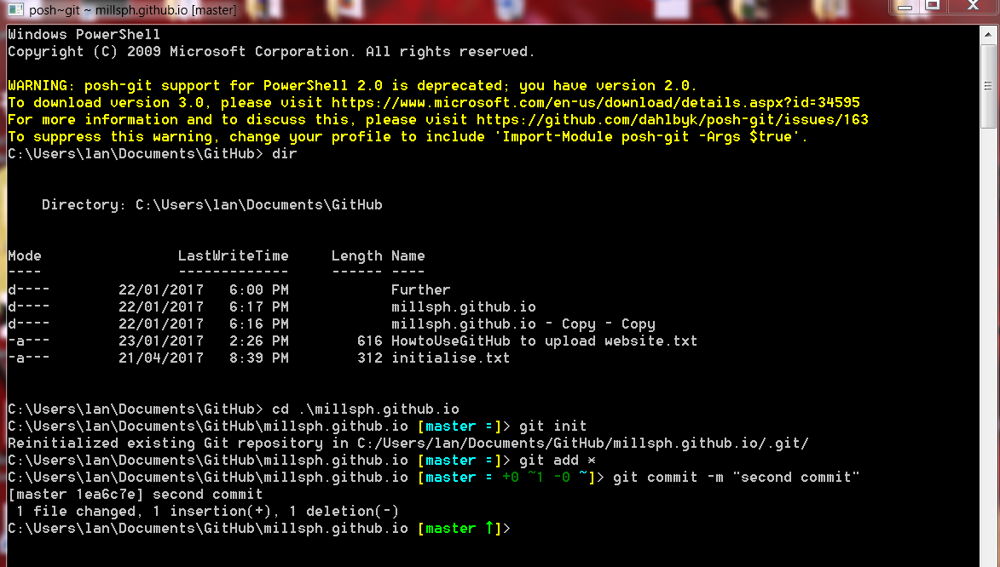 posh~git ~ millsph.github.io [master]
Windows PowerShell
Copyright (C) 2009 Microsoft Corporation. All rights reserved.
WARNING: posh-git support for PowerShell 2.0 is deprecated; you have version 2.0.
To download version 3.0, please visit https://www.microsoft.com/en-us/download/details.aspx?id=34595
For more information and to discuss this, please visit https://github.com/dahlbyk/posh-git/issues/163
To suppress this warning, change your profile to include 'Import-Module posh-git -Args $true'.
C:\Users\lan\Documents\GitHub> dir
Directory: C:\Users\lan\Documents\GitHub
Mode LastWriteTime Length Name
---- ------------- ------ ----
d---- 22/01/2017 6:00 PM Further
d---- 22/01/2017 6:17 PM millsph.github.io
d---- 22/01/2017 6:16 PM millsph.github.io - Copy - Copy
-a--- 23/01/2017 2:26 PM 616 HowtoUseGitHub to upload website.txt
-a--- 21/04/2017 8:39 PM 312 initialise.txt
C:\Users\lan\Documents\GitHub> cd .\millsph.github.io
C:\Users\lan\Documents\GitHub\millsph.github.io [master =]> git init
Reinitialized existing Git repository in C:/Users/lan/Documents/GitHub/millsph.github.io/.git/
C:\Users\lan\Documents\GitHub\millsph.github.io [master =]> git add *
C:\Users\lan\Documents\GitHub\millsph.github.io [master = +0 ~1 -0 ~]> git commit -m "second commit"
[master 1ea6c7e] second commit
1 file changed, 1 insertion(+), 1 deletion(-)
C:\Users\lan\Documents\GitHub\millsph.github.io [master ↑]>